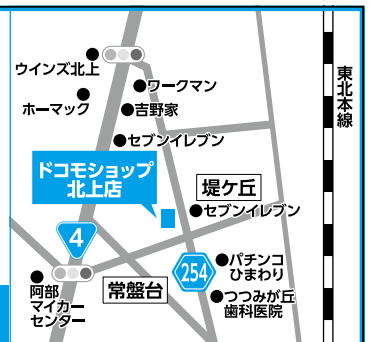 ウインズ北上
ワークマン
ホーマック
吉野家
東北本線
セブンイレブン
ドコモショップ
北上店
堤ケ丘
セブンイレブン
4
パチンコ
ひまわり
254
阿部
マイカー
センター
常盤台
つつみが丘
歯科医院